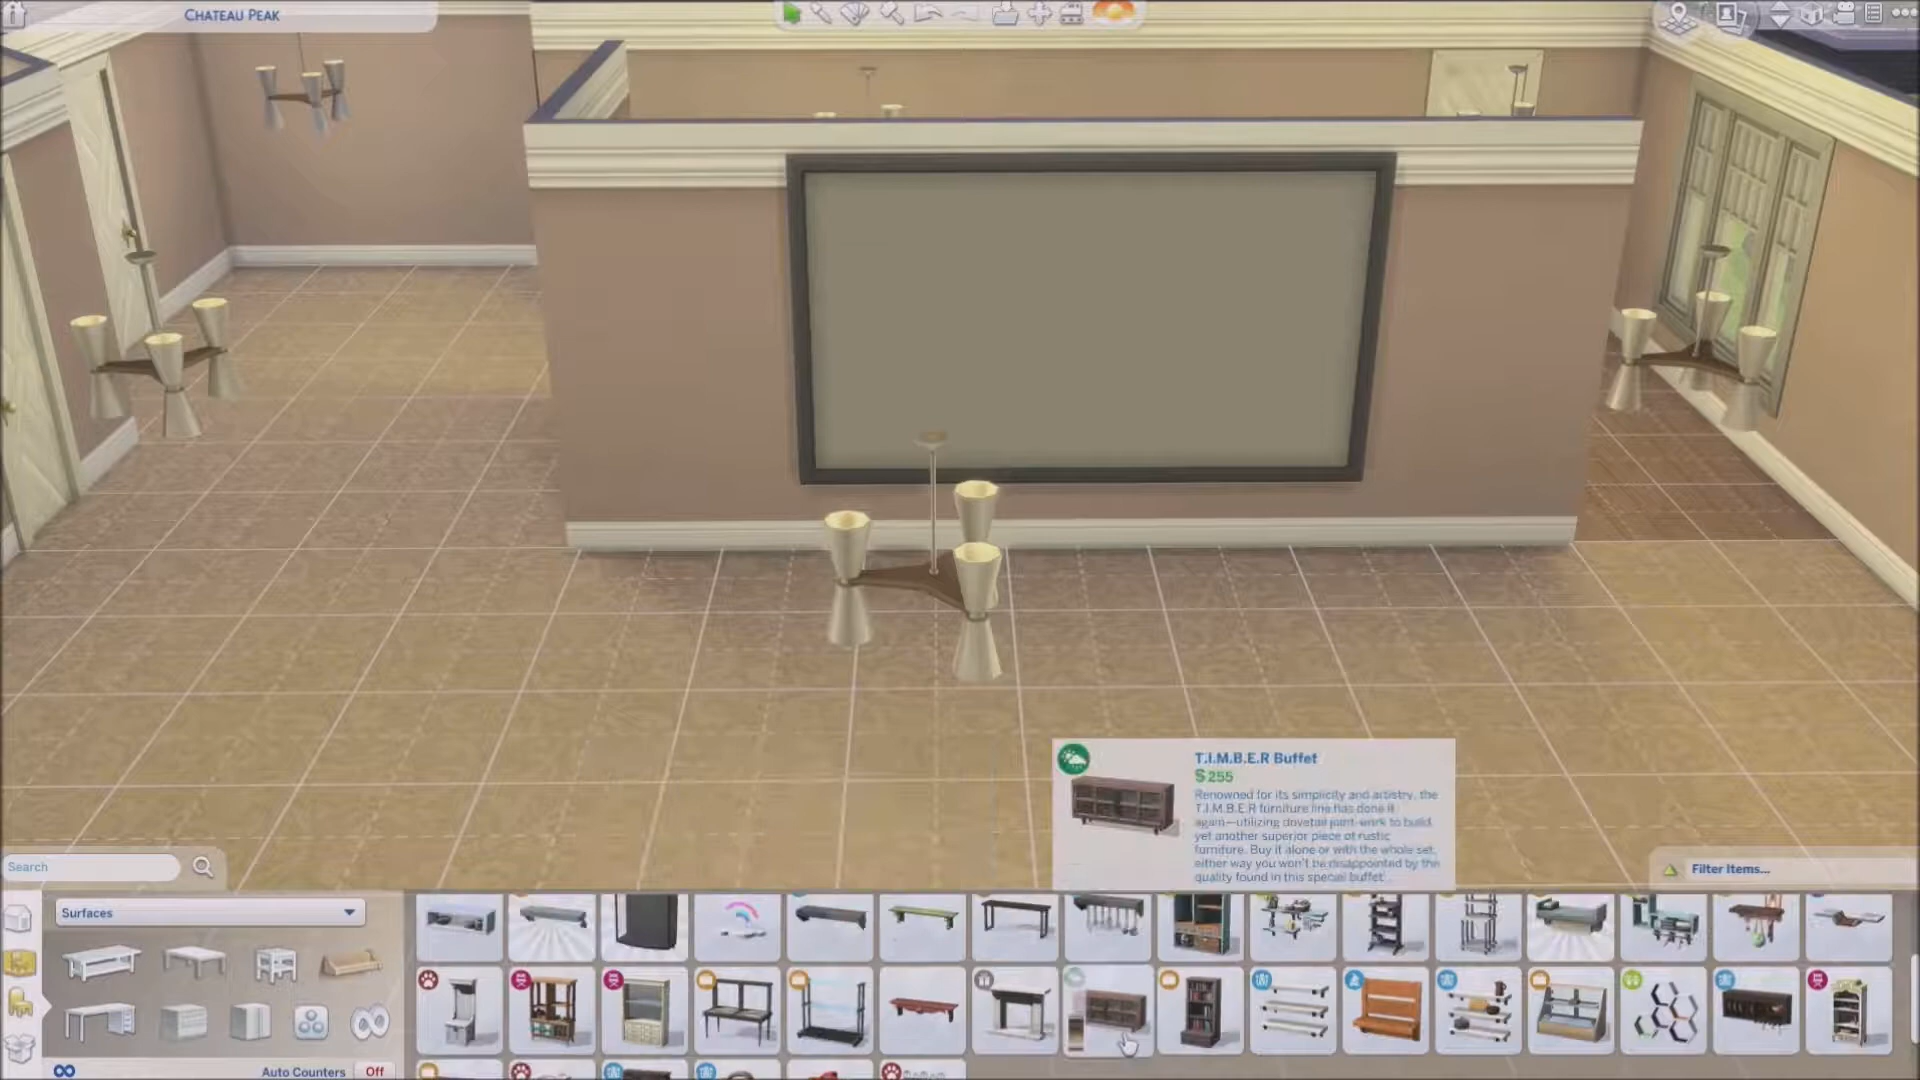 CHATEAU PEAK
T.I.M.B.E.R Buffet
$255
Renowned for its simplicity and artistry, the
T.I.M.B.E.R furniture line has done it
again—utilizing dovetail joint-work to build
yet another superior piece of rustic
furniture. Buy it alone or with the whole set,
either way you won't be disappointed by the
quality found in this special buffet.
Search
Filter Items...
Surfaces
Auto Counters
Off